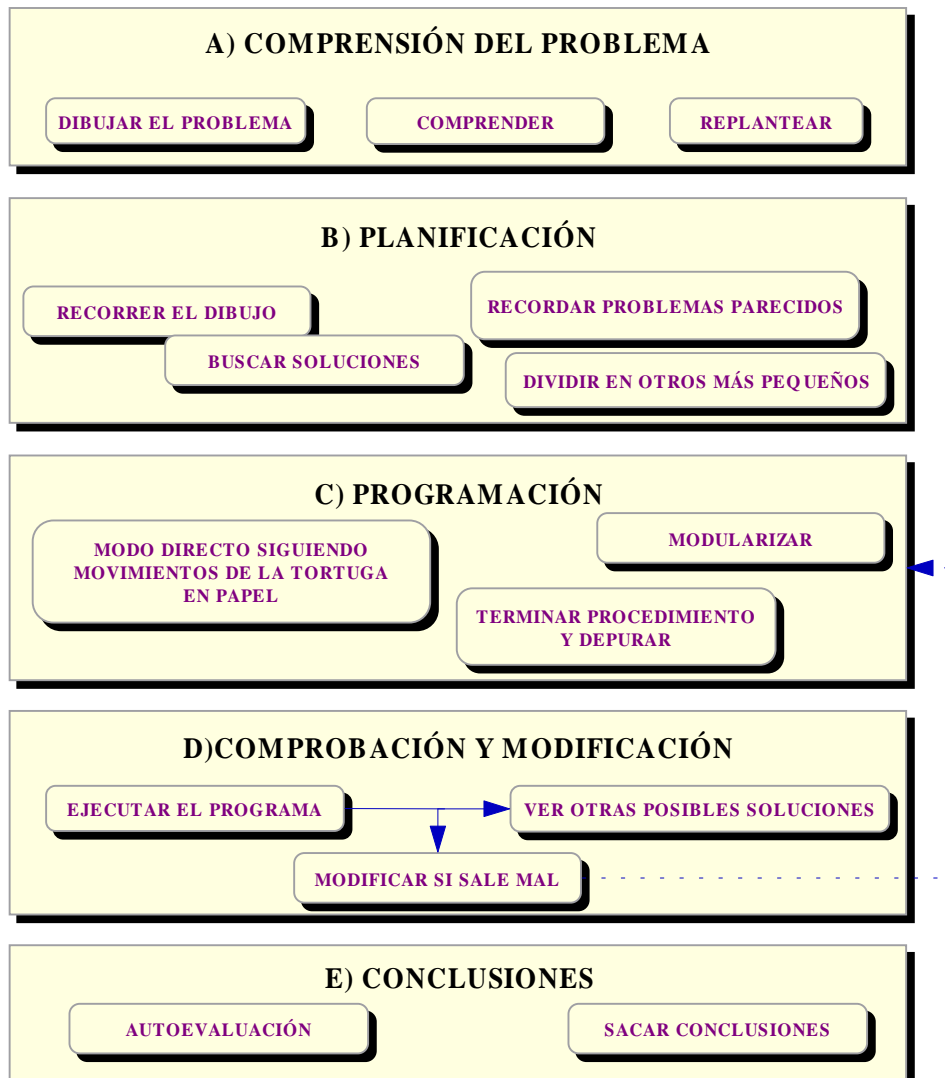 A) COMPRENSIÓN DEL PROBLEMA
DIBUJAR EL PROBLEMA
COMPRENDER
REPLANTEAR
B) PLANIFICACIÓN
RECORRER EL DIBUJO
RECORDAR PROBLEMAS PARECIDOS
BUSCAR SOLUCIONES
DIVIDIR EN OTROS MÁS PEQUEÑOS
C) PROGRAMACIÓN
MODO DIRECTO SIGUIENDO
MOVIMIENTOS DE LA TORTUGA
EN PAPEL
MODULARIZAR
TERMINAR PROCEDIMIENTO
Y DEPURAR
D)COMPROBACIÓN Y MODIFICACIÓN
EJECUTAR EL PROGRAMA
VER OTRAS POSIBLES SOLUCIONES
MODIFICAR SI SALE MAL
E) CONCLUSIONES
AUTOEVALUACIÓN
SACAR CONCLUSIONES